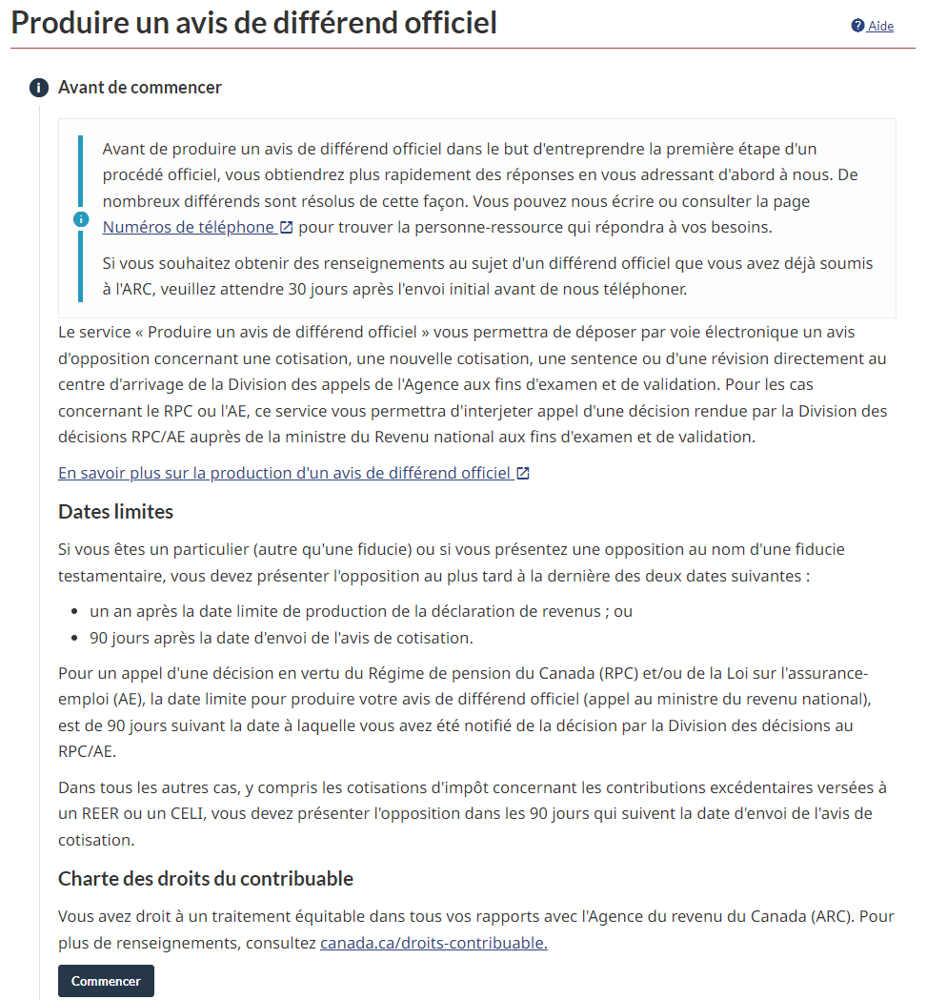 Produire un avis de différend officiel
Aide
Avant de commencer
Avant de produire un avis de différend officiel dans le but d'entreprendre la première étape d'un
procédé officiel, vous obtiendrez plus rapidement des réponses en vous adressant d'abord à nous. De
nombreux différends sont résolus de cette façon. Vous pouvez nous écrire ou consulter la page
Numéros de téléphone pour trouver la personne-ressource qui répondra à vos besoins.
Si vous souhaitez obtenir des renseignements au sujet d'un différend officiel que vous avez déjà soumis
à l'ARC, veuillez attendre 30 jours après l'envoi initial avant de nous téléphoner.
Le service « Produire un avis de différend officiel » vous permettra de déposer par voie électronique un avis
d'opposition concernant une cotisation, une nouvelle cotisation, une sentence ou d'une révision directement au
centre d'arrivage de la Division des appels de l'Agence aux fins d'examen et de validation. Pour les cas
concernant le RPC ou l'AE, ce service vous permettra d'interjeter appel d'une décision rendue par la Division des
décisions RPC/AE auprès de la ministre du Revenu national aux fins d'examen et de validation.
En savoir plus sur la production d'un avis de différend officiel
Dates limites
Si vous êtes un particulier (autre qu'une fiducie) ou si vous présentez une opposition au nom d'une fiducie
testamentaire, vous devez présenter l'opposition au plus tard à la dernière des deux dates suivantes :
• un an après la date limite de production de la déclaration de revenus ; ou
• 90 jours après la date d'envoi de l'avis de cotisation.
Pour un appel d'une décision en vertu du Régime de pension du Canada (RPC) et/ou de la Loi sur l'assurance-
emploi (AE), la date limite pour produire votre avis de différend officiel (appel au ministre du revenu national),
est de 90 jours suivant la date à laquelle vous avez été notifié de la décision par la Division des décisions au
RPC/AE.
Dans tous les autres cas, y compris les cotisations d'impôt concernant les contributions excédentaires versées à
un REER ou un CELI, vous devez présenter l'opposition dans les 90 jours qui suivent la date d'envoi de l'avis de
cotisation.
Charte des droits du contribuable
Vous avez droit à un traitement équitable dans tous vos rapports avec l'Agence du revenu du Canada (ARC). Pour
plus de renseignements, consultez canada.ca/droits-contribuable.
Commencer